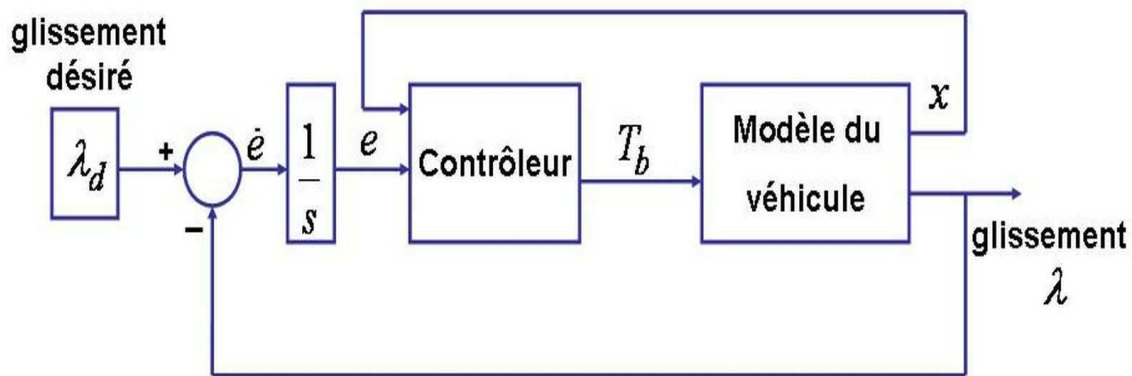 glissement
désiré
λd
+
−
ė
1
s
e
Contrôleur
Tb
Modèle du
véhicule
x
glissement
λ